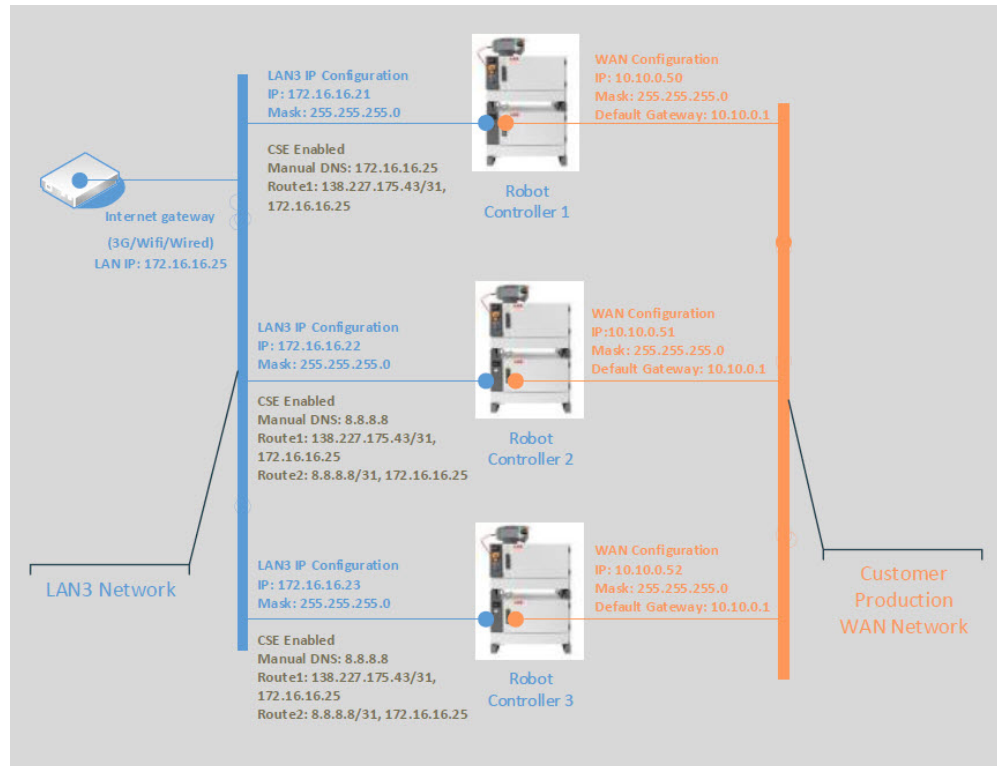 LAN3 IP Configuration
IP: 172.16.16.21
Mask: 255.255.255.0
WAN Configuration
IP: 10.10.0.50
Mask: 255.255.255.0
Default Gateway: 10.10.0.1
CSE Enabled
Manual DNS: 172.16.16.25
Route1: 138.227.175.43/31,
172.16.16.25
Robot
Controller 1
Internet gateway
(3G/Wifi/Wired)
LAN IP: 172.16.16.25
LAN3 IP Configuration
IP: 172.16.16.22
Mask: 255.255.255.0
WAN Configuration
IP:10.10.0.51
Mask: 255.255.255.0
Default Gateway: 10.10.0.1
CSE Enabled
Manual DNS: 8.8.8.8
Route1: 138.227.175.43/31,
172.16.16.25
Route2: 8.8.8.8/31, 172.16.16.25
Robot
Controller 2
LAN3 IP Configuration
IP: 172.16.16.23
Mask: 255.255.255.0
WAN Configuration
IP: 10.10.0.52
Mask: 255.255.255.0
Default Gateway: 10.10.0.1
LAN3 Network
Customer
Production
WAN Network
CSE Enabled
Manual DNS: 8.8.8.8
Route1: 138.227.175.43/31,
172.16.16.25
Route2: 8.8.8.8/31, 172.16.16.25
Robot
Controller 3